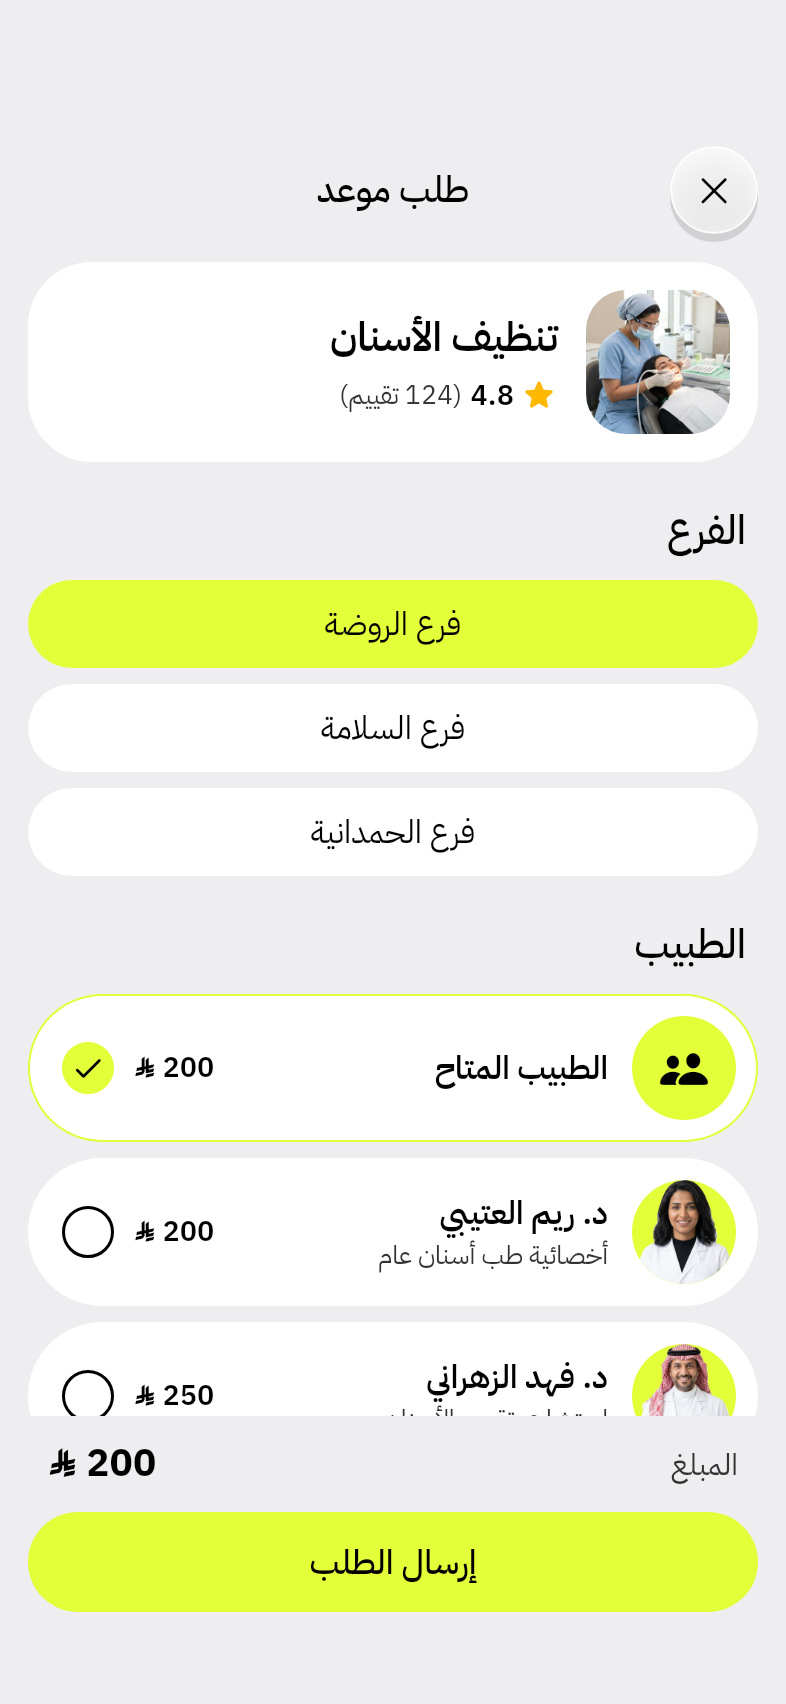 طلب موعد
تنظيف الأسنان
4.8 (124 تقييم)
الفرع
فرع الروضة
فرع السلامة
فرع الحمدانية
الطبيب
الطبيب المتاح
200 ⃁
د. ريم العتيبي
أخصائية طب أسنان عام
200 ⃁
د. فهد الزهراني
250 ⃁
المبلغ
200 ⃁
إرسال الطلب